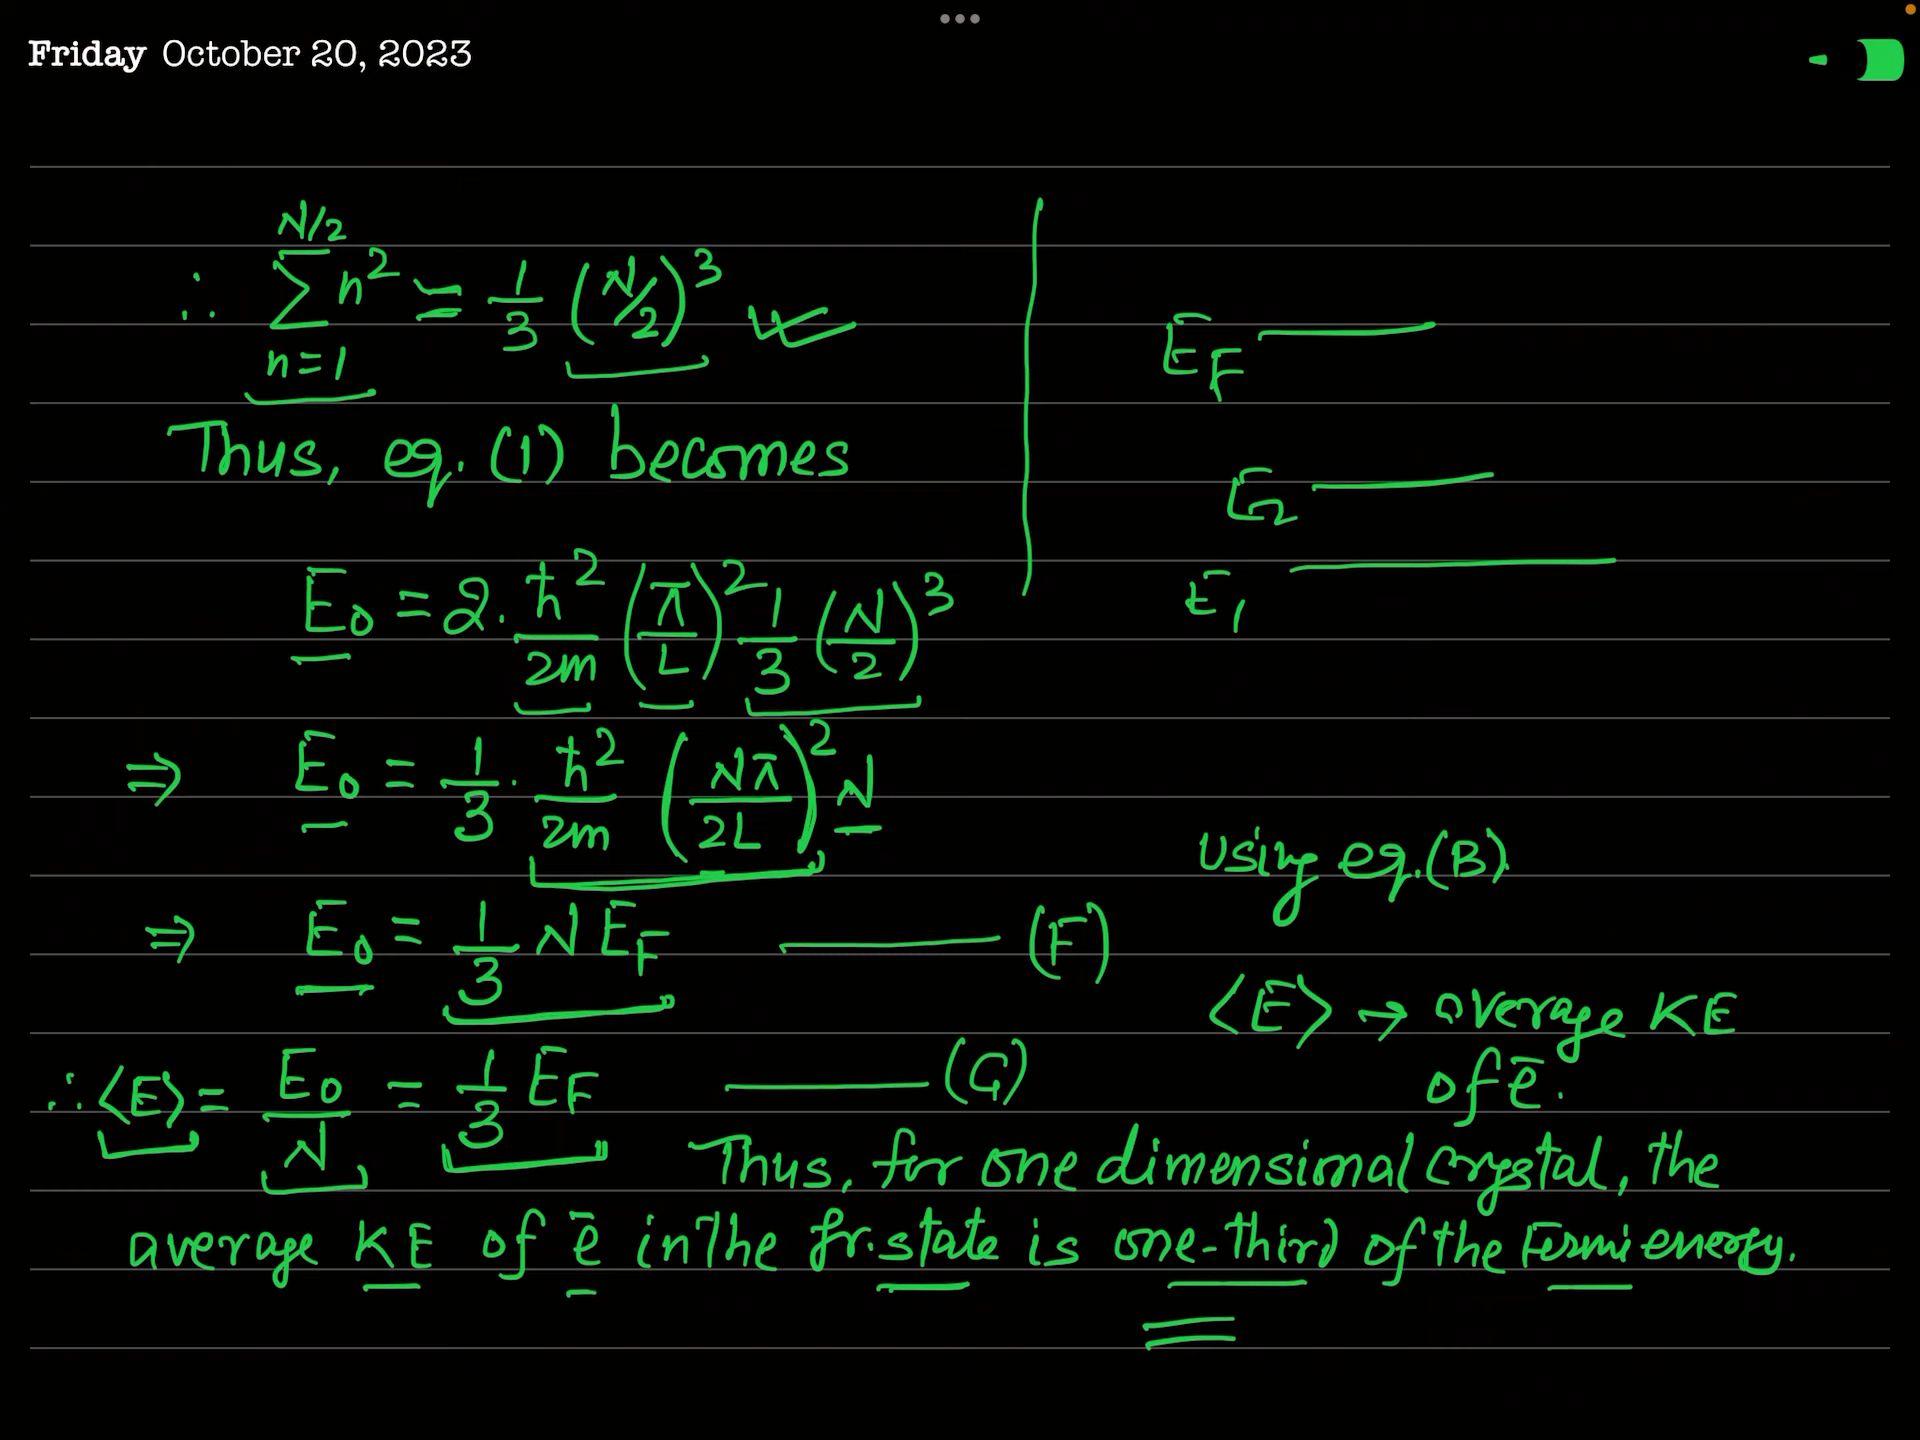 Friday October 20, 2023
∴ ∑_{n=1}^{N/2} n² ≃ 1/3 (N/2)³
Thus, eq. (1) becomes
E₀ = 2. ħ²/2m (π/L)² 1/3 (N/2)³
⇒ E₀ = 1/3 . ħ²/2m (Nπ/2L)² N
⇒ E₀ = 1/3 N E_F —— (F)
∴ ⟨E⟩ = E₀/N = 1/3 E_F —— (G)
E_F
E₂
E₁
Using eq.(B)
⟨E⟩ → average KE
of ē.
Thus, for one dimensional crystal, the
average KE of ē in the gr. state is one-third of the Fermi energy.